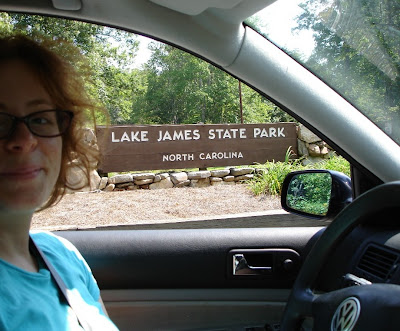 LAKE JAMES STATE PARK
NORTH CAROLINA